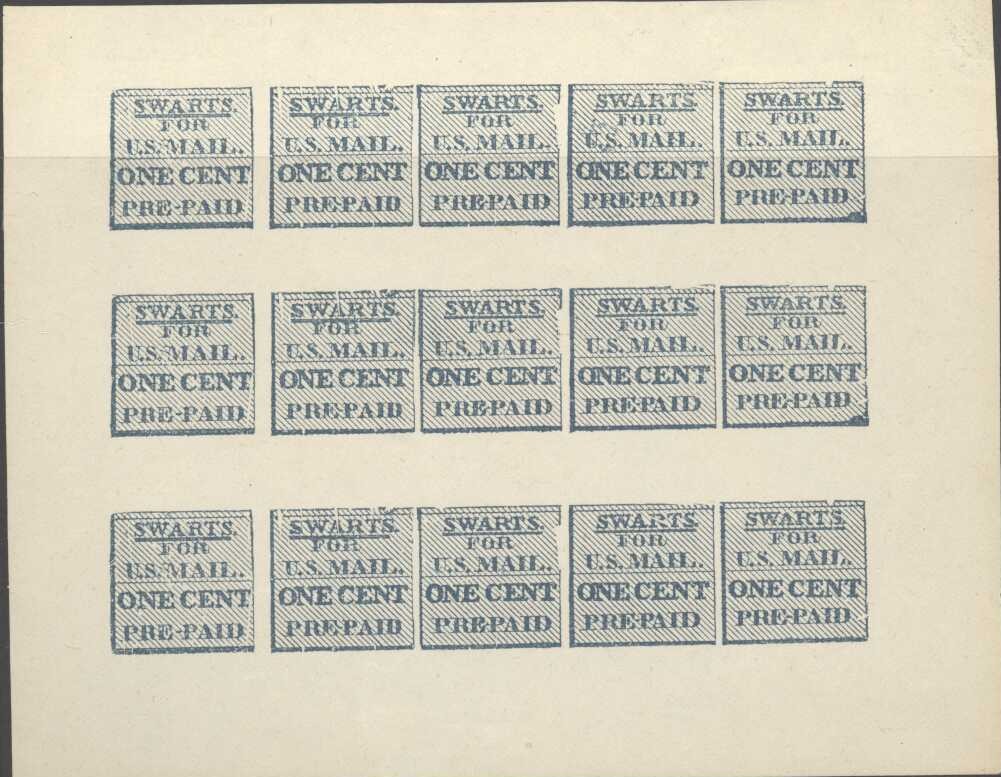 SWARTS. SWARTS. SWARTS. SWARTS. SWARTS.
FOR FOR FOR FOR FOR
U.S. MAIL. U.S. MAIL. U.S. MAIL. U.S. MAIL. U.S. MAIL.
ONE CENT ONE CENT ONE CENT ONE CENT ONE CENT
PRE-PAID PRE-PAID PRE-PAID PRE-PAID PRE-PAID
SWARTS. SWARTS. SWARTS. SWARTS. SWARTS.
FOR FOR FOR FOR FOR
U.S. MAIL. U.S. MAIL. U.S. MAIL. U.S. MAIL. U.S. MAIL.
ONE CENT ONE CENT ONE CENT ONE CENT ONE CENT
PRE-PAID PRE-PAID PRE-PAID PRE-PAID PRE-PAID
SWARTS. SWARTS. SWARTS. SWARTS. SWARTS.
FOR FOR FOR FOR FOR
U.S. MAIL. U.S. MAIL. U.S. MAIL. U.S. MAIL. U.S. MAIL.
ONE CENT ONE CENT ONE CENT ONE CENT ONE CENT
PRE-PAID PRE-PAID PRE-PAID PRE-PAID PRE-PAID